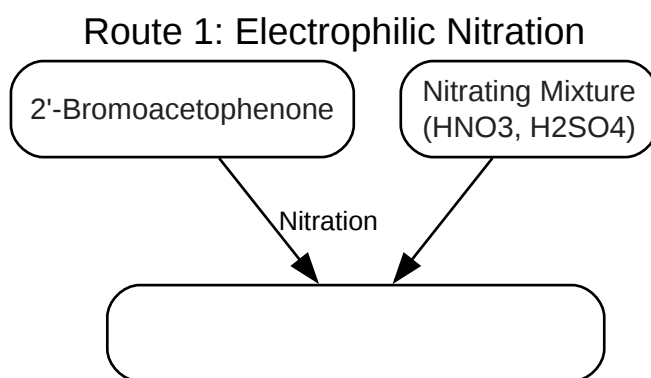 Route 1: Electrophilic Nitration
2'-Bromoacetophenone
Nitrating Mixture
(HNO3, H2SO4)
Nitration